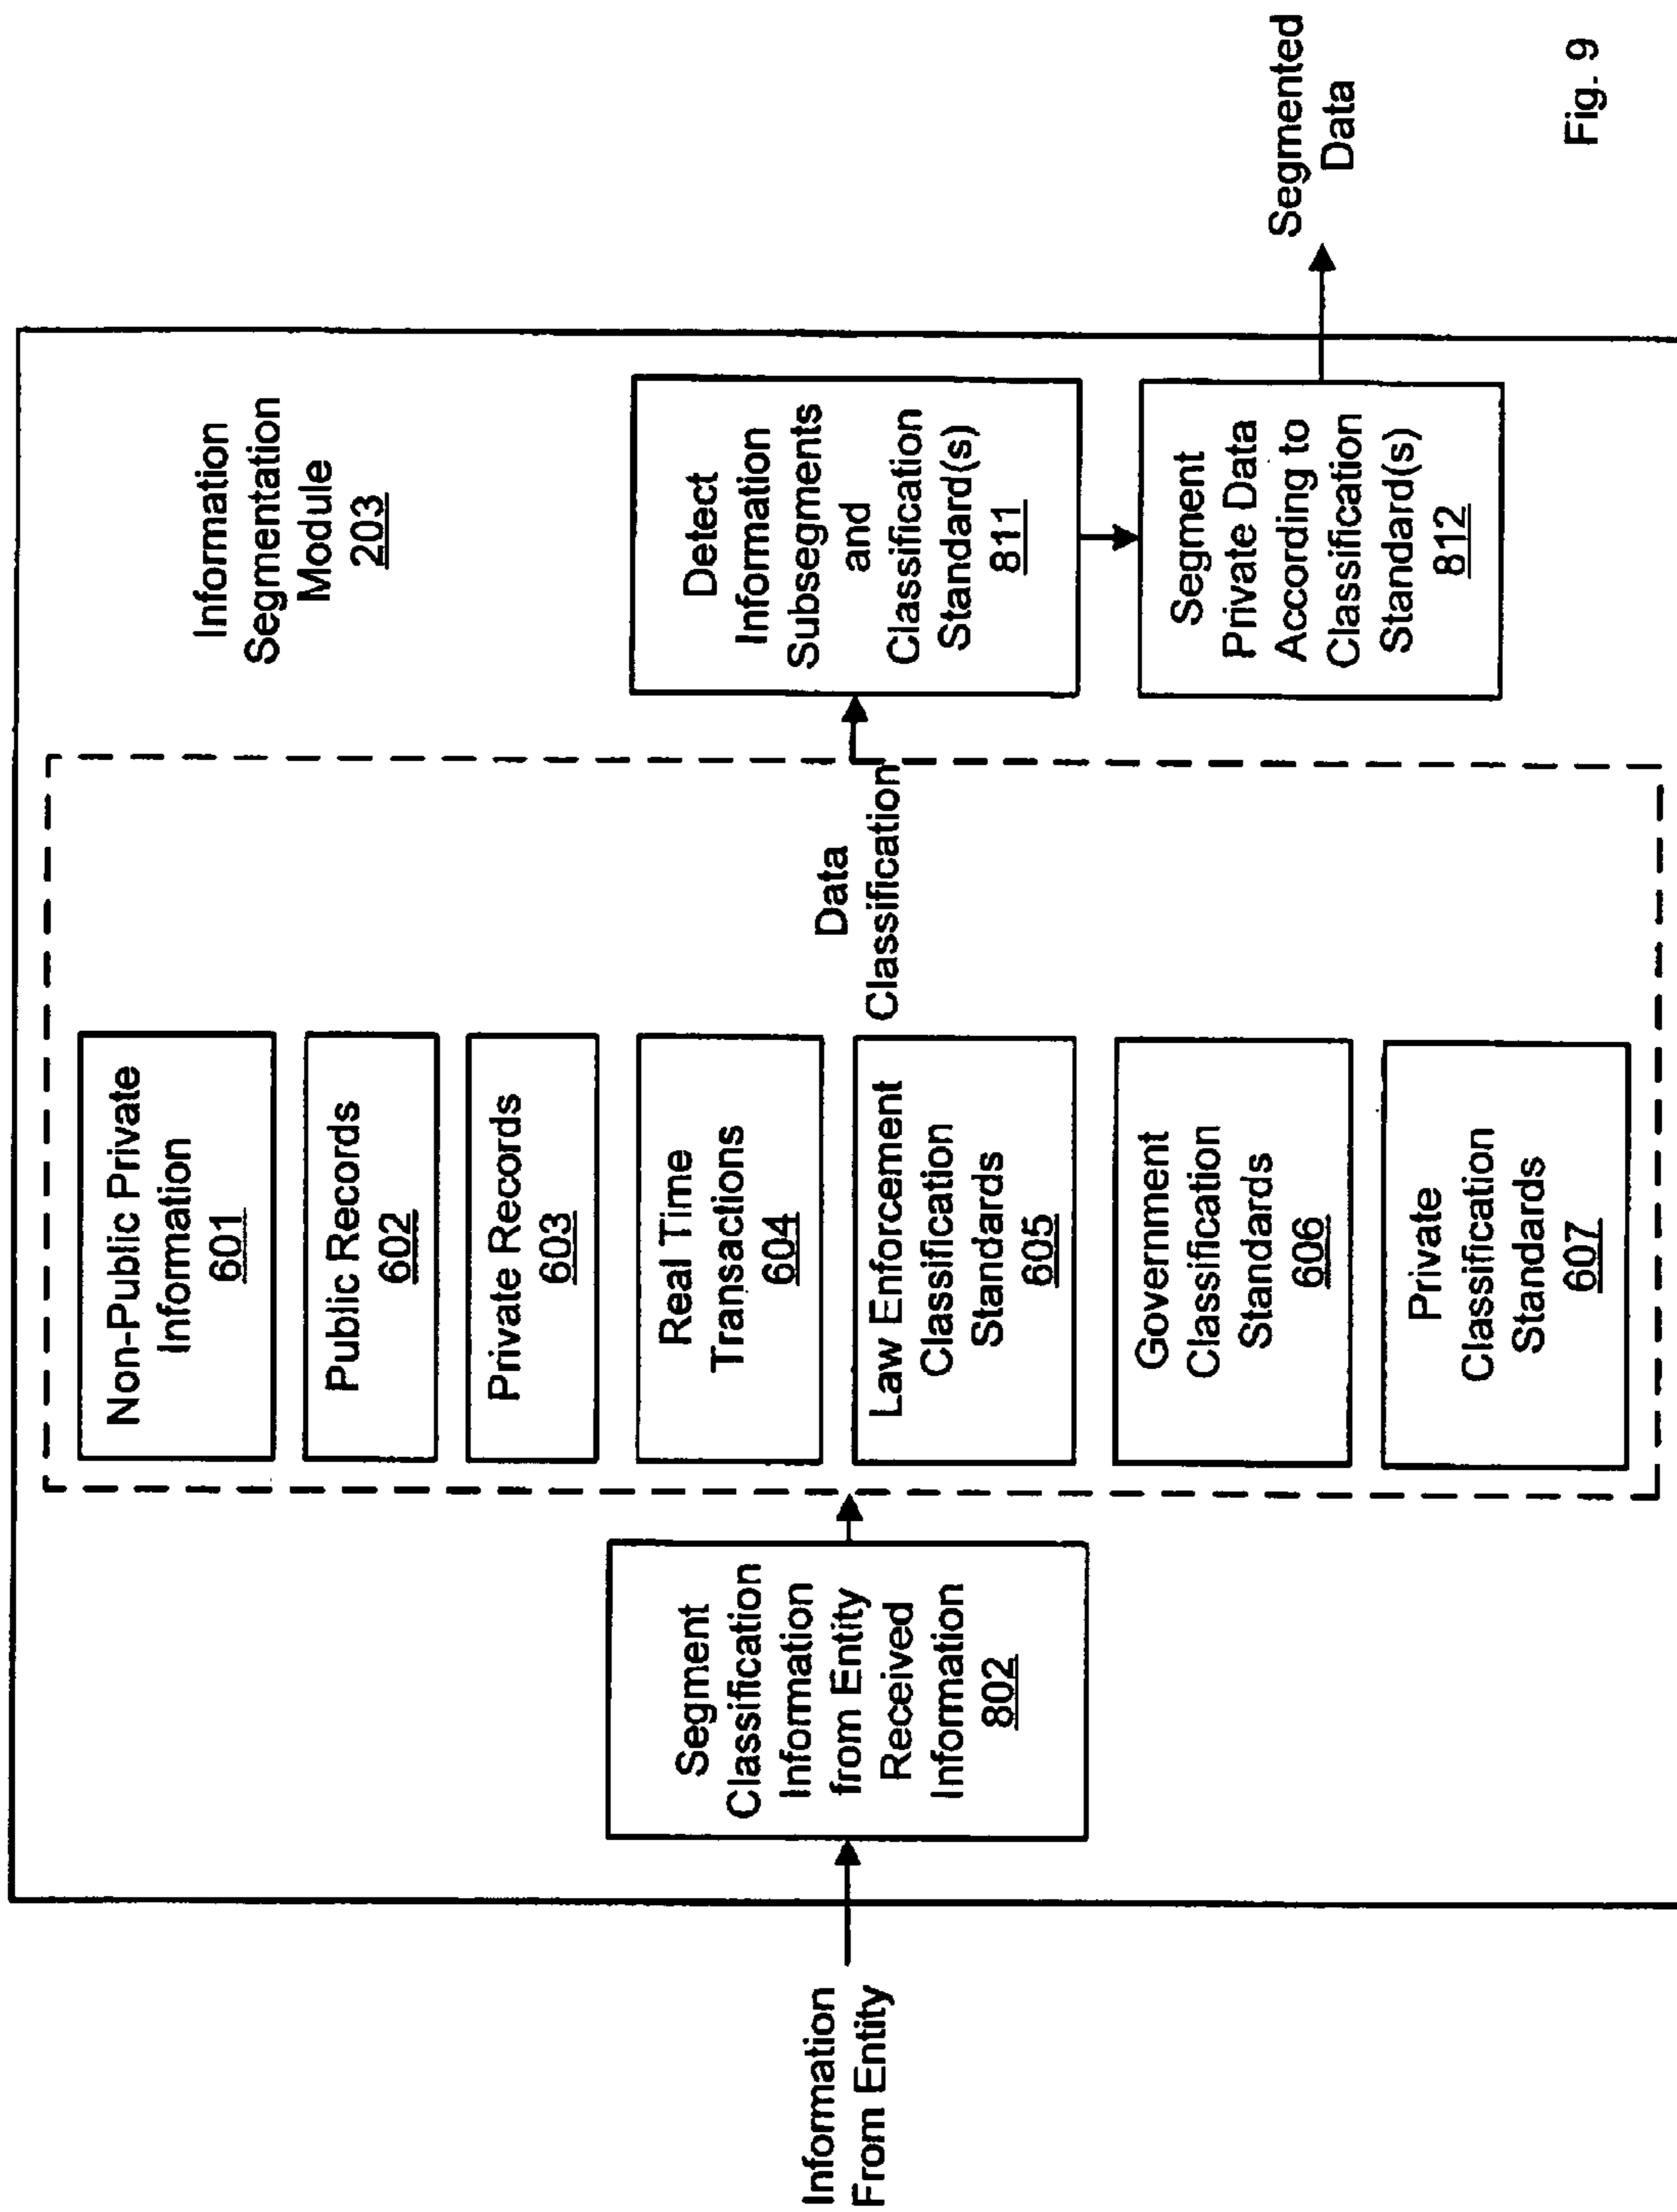 Information
From Entity
Segment
Classification
Information
from Entity
Received
Information
802
Non-Public Private
Information
601
Public Records
602
Private Records
603
Real Time
Transactions
604
Law Enforcement
Classification
Standards
605
Government
Classification
Standards
606
Private
Classification
Standards
607
Data
Classification
Information
Segmentation
Module
203
Detect
Information
Subsegments
and
Classification
Standard(s)
811
Segment
Private Data
According to
Classification
Standard(s)
812
Segmented
Data
Fig. 9